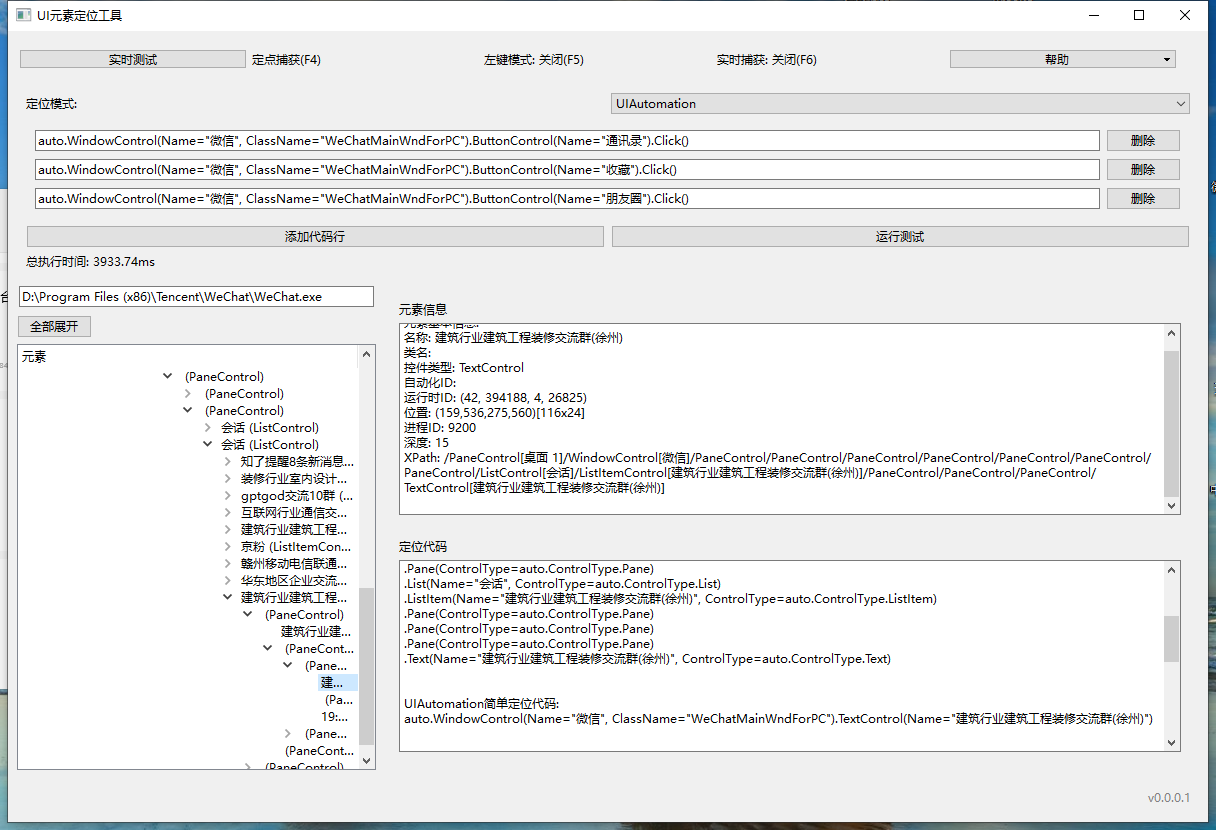 UI元素定位工具
实时测试 定点捕获(F4) 左键模式: 关闭(F5) 实时捕获: 关闭(F6) 帮助
定位模式: UIAutomation
auto.WindowControl(Name="微信", ClassName="WeChatMainWndForPC").ButtonControl(Name="通讯录").Click() 删除
auto.WindowControl(Name="微信", ClassName="WeChatMainWndForPC").ButtonControl(Name="收藏").Click() 删除
auto.WindowControl(Name="微信", ClassName="WeChatMainWndForPC").ButtonControl(Name="朋友圈").Click() 删除
添加代码行 运行测试
总执行时间: 3933.74ms
D:\Program Files (x86)\Tencent\WeChat\WeChat.exe
全部展开
元素
(PaneControl)
(PaneControl)
(PaneControl)
会话 (ListControl)
会话 (ListControl)
知了提醒8条新消息...
装修行业室内设计...
gptgod交流10群 (...
互联网行业通信交...
建筑行业建筑工程...
京粉 (ListItemCon...
赣州移动电信联通...
华东地区企业交流...
建筑行业建筑工程...
(PaneControl)
建筑行业建...
(PaneCont...
(Pane...
建...
(Pa...
19:...
(Pane...
(PaneCont...
(PaneControl)
元素信息
元素基本信息:
名称: 建筑行业建筑工程装修交流群(徐州)
类名:
控件类型: TextControl
自动化ID:
运行时ID: (42, 394188, 4, 26825)
位置: (159,536,275,560)[116x24]
进程ID: 9200
深度: 15
XPath: /PaneControl[桌面 1]/WindowControl[微信]/PaneControl/PaneControl/PaneControl/PaneControl/PaneControl/PaneControl/
PaneControl/ListControl[会话]/ListItemControl[建筑行业建筑工程装修交流群(徐州)]/PaneControl/PaneControl/PaneControl/
TextControl[建筑行业建筑工程装修交流群(徐州)]
定位代码
.Pane(ControlType=auto.ControlType.Pane)
.List(Name="会话", ControlType=auto.ControlType.List)
.ListItem(Name="建筑行业建筑工程装修交流群(徐州)", ControlType=auto.ControlType.ListItem)
.Pane(ControlType=auto.ControlType.Pane)
.Pane(ControlType=auto.ControlType.Pane)
.Pane(ControlType=auto.ControlType.Pane)
.Text(Name="建筑行业建筑工程装修交流群(徐州)", ControlType=auto.ControlType.Text)
UIAutomation简单定位代码:
auto.WindowControl(Name="微信", ClassName="WeChatMainWndForPC").TextControl(Name="建筑行业建筑工程装修交流群(徐州)")
v0.0.0.1